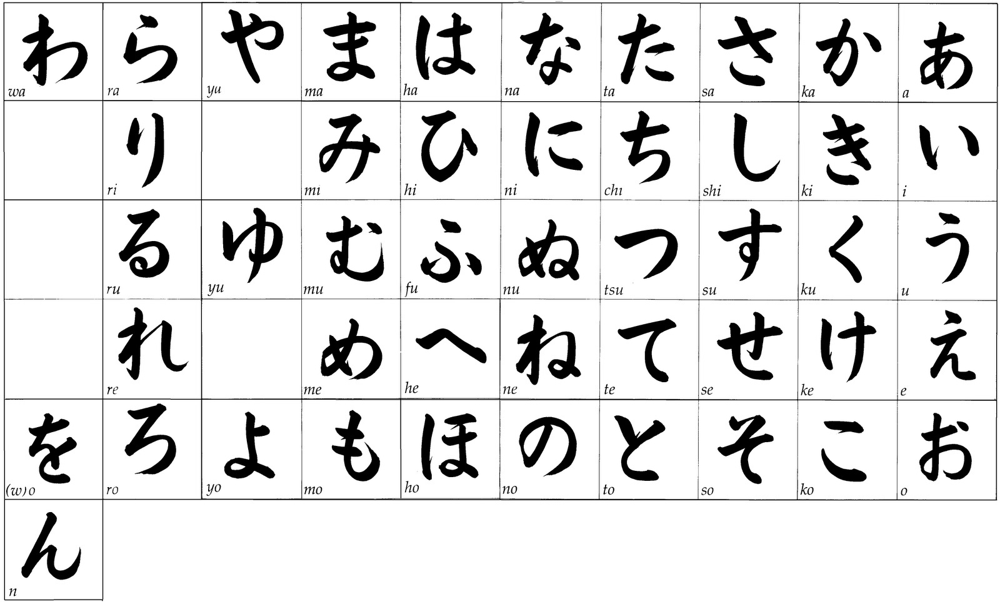 わ ら や ま は な た さ か あ
wa ra yu ma ha na ta sa ka a
り み ひ に ち し き い
ri mi hi ni chi shi ki i
る ゆ む ふ ぬ つ す く う
ru yu mu fu nu tsu su ku u
れ め へ ね て せ け え
re me he ne te se ke e
を ろ よ も ほ の と そ こ お
(w)o ro yo mo ho no to so ko o
ん
n